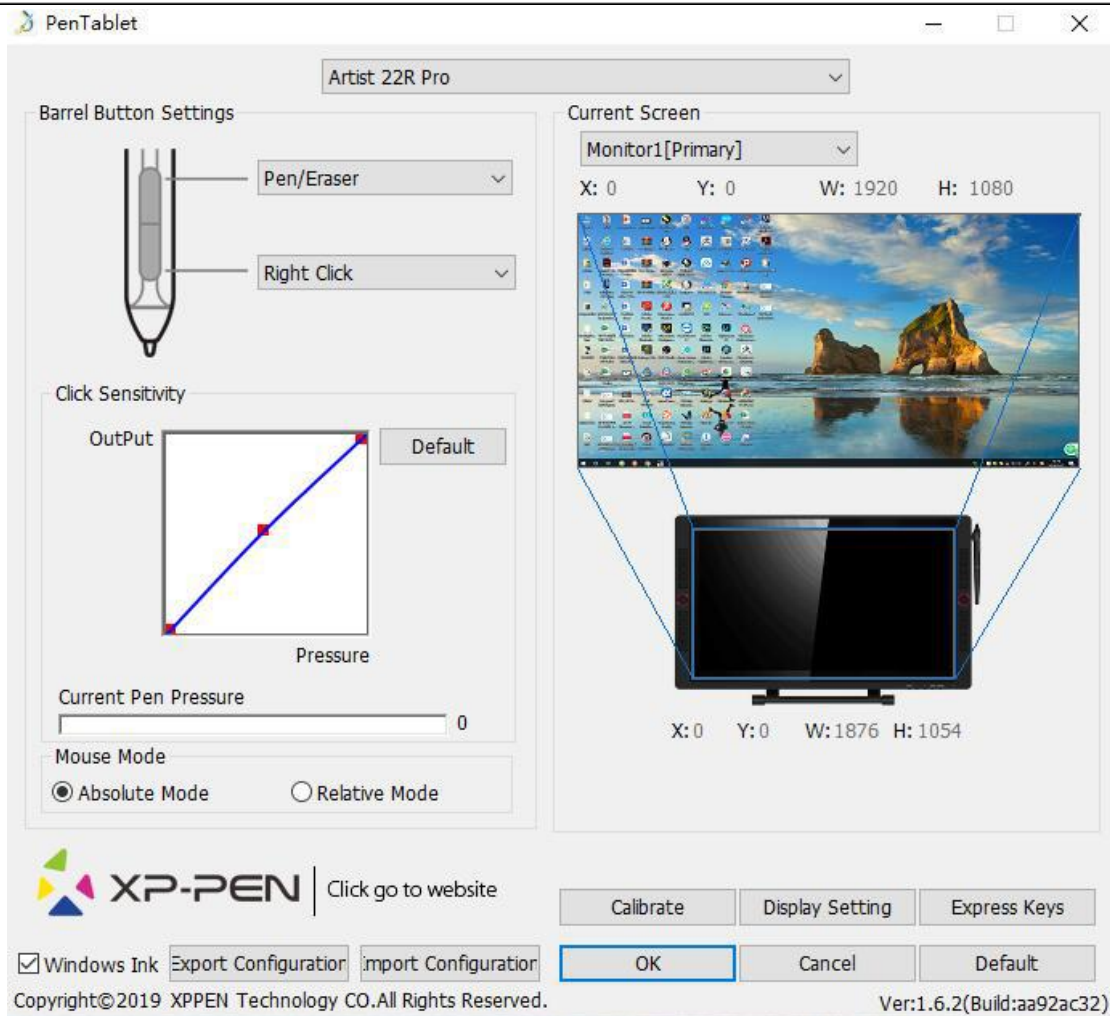 PenTablet
Artist 22R Pro
Barrel Button Settings
Pen/Eraser
Right Click
Click Sensitivity
OutPut
Default
Pressure
Current Pen Pressure
0
Mouse Mode
Absolute Mode
Relative Mode
Current Screen
Monitor1[Primary]
X: 0 Y: 0 W: 1920 H: 1080
X: 0 Y: 0 W: 1876 H: 1054
XP-PEN
Click go to website
Calibrate
Display Setting
Express Keys
Windows Ink
Export Configuration
Import Configuration
OK
Cancel
Default
Copyright©2019 XPPEN Technology CO.All Rights Reserved.
Ver:1.6.2(Build:aa92ac32)